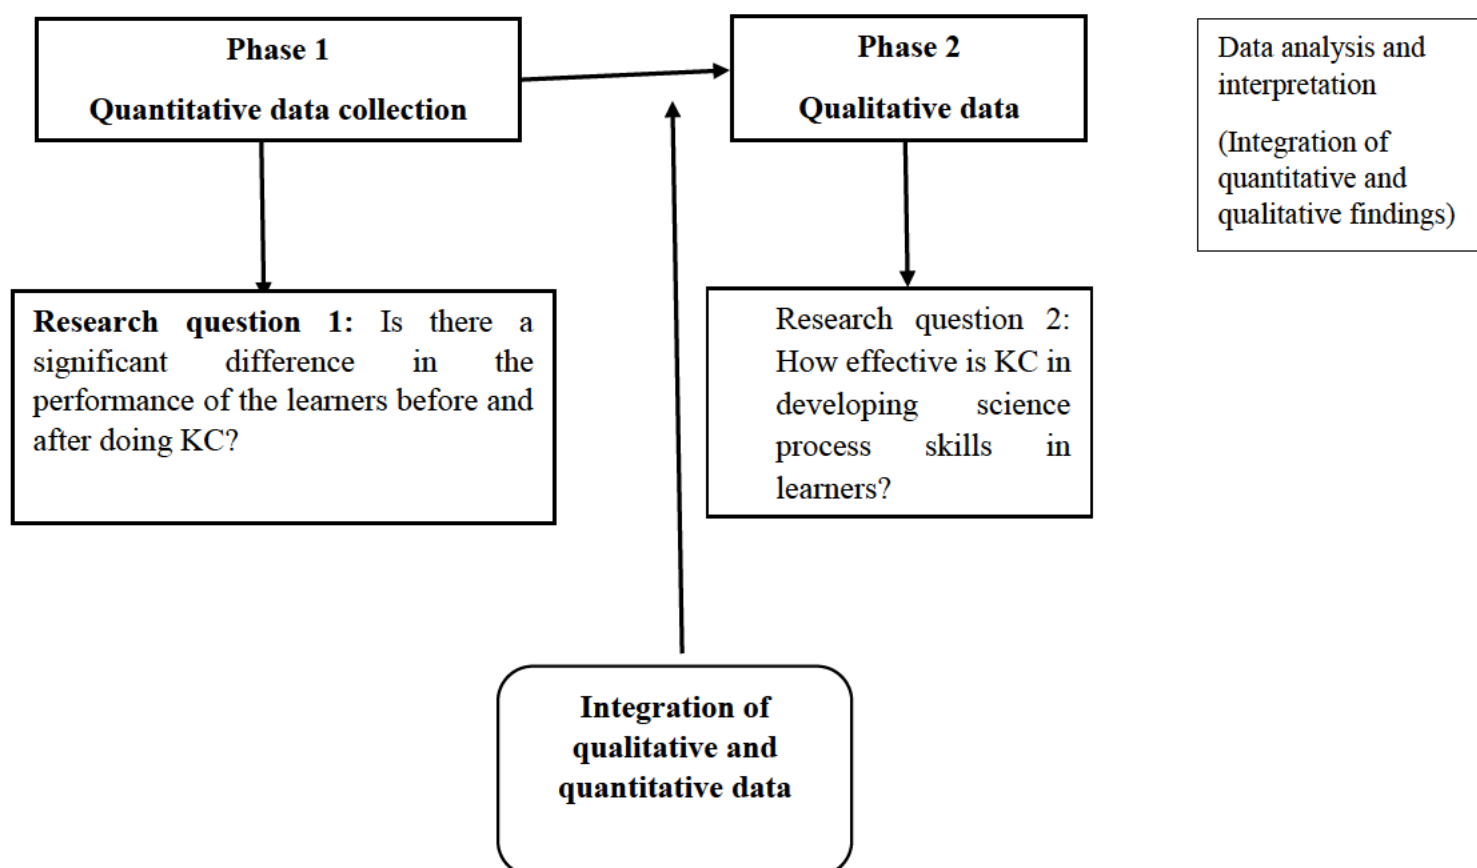 Phase 1
Quantitative data collection
Phase 2
Qualitative data
Data analysis and
interpretation
(Integration of
quantitative and
qualitative findings)
Research question 1: Is there a
significant difference in the
performance of the learners before and
after doing KC?
Research question 2:
How effective is KC in
developing science
process skills in
learners?
Integration of
qualitative and
quantitative data